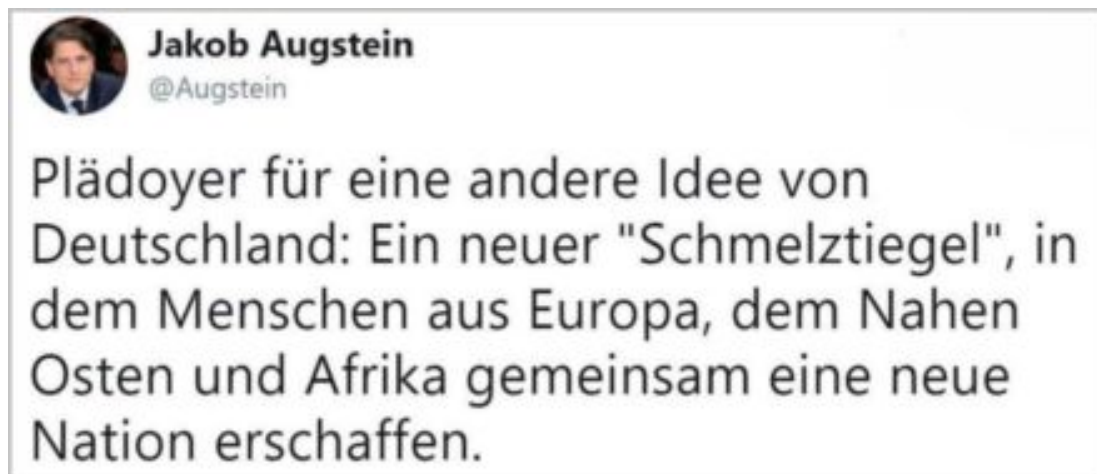 Jakob Augstein
@Augstein
Plädoyer für eine andere Idee von
Deutschland: Ein neuer "Schmelztiegel", in
dem Menschen aus Europa, dem Nahen
Osten und Afrika gemeinsam eine neue
Nation erschaffen.